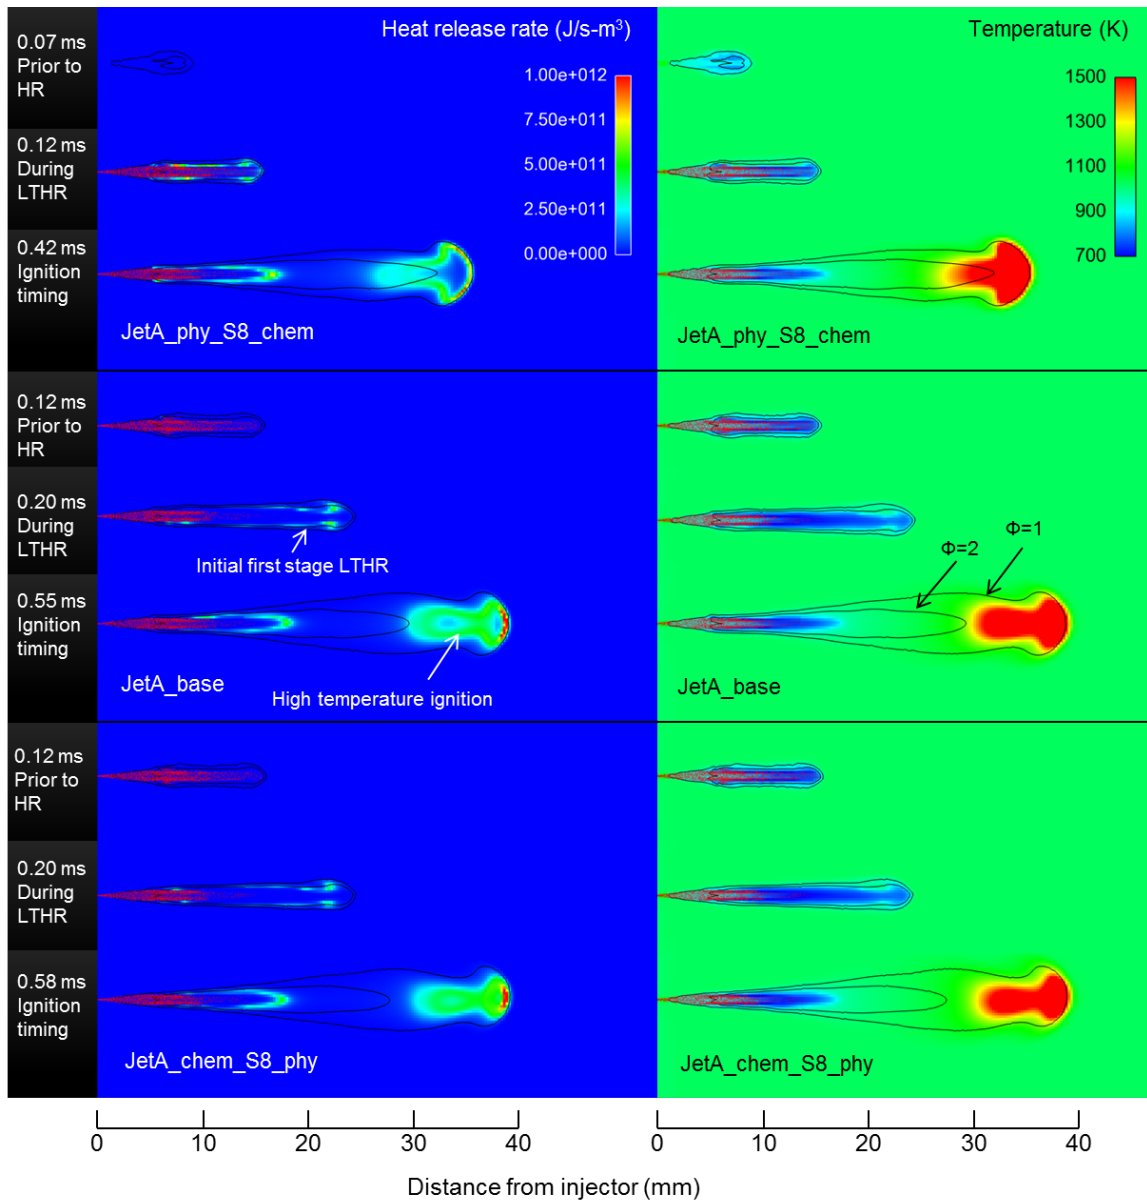 Heat release rate (J/s-m³)
Temperature (K)
0.07 ms
Prior to
HR
1.00e+012
7.50e+011
5.00e+011
2.50e+011
0.00e+000
1500
1300
1100
900
700
0.12 ms
During
LTHR
0.42 ms
Ignition
timing
JetA_phy_S8_chem
JetA_phy_S8_chem
0.12 ms
Prior to
HR
0.20 ms
During
LTHR
Initial first stage LTHR
Φ=2
Φ=1
0.55 ms
Ignition
timing
JetA_base
High temperature ignition
JetA_base
0.12 ms
Prior to
HR
0.20 ms
During
LTHR
0.58 ms
Ignition
timing
JetA_chem_S8_phy
JetA_chem_S8_phy
0 10 20 30 40
0 10 20 30 40
Distance from injector (mm)